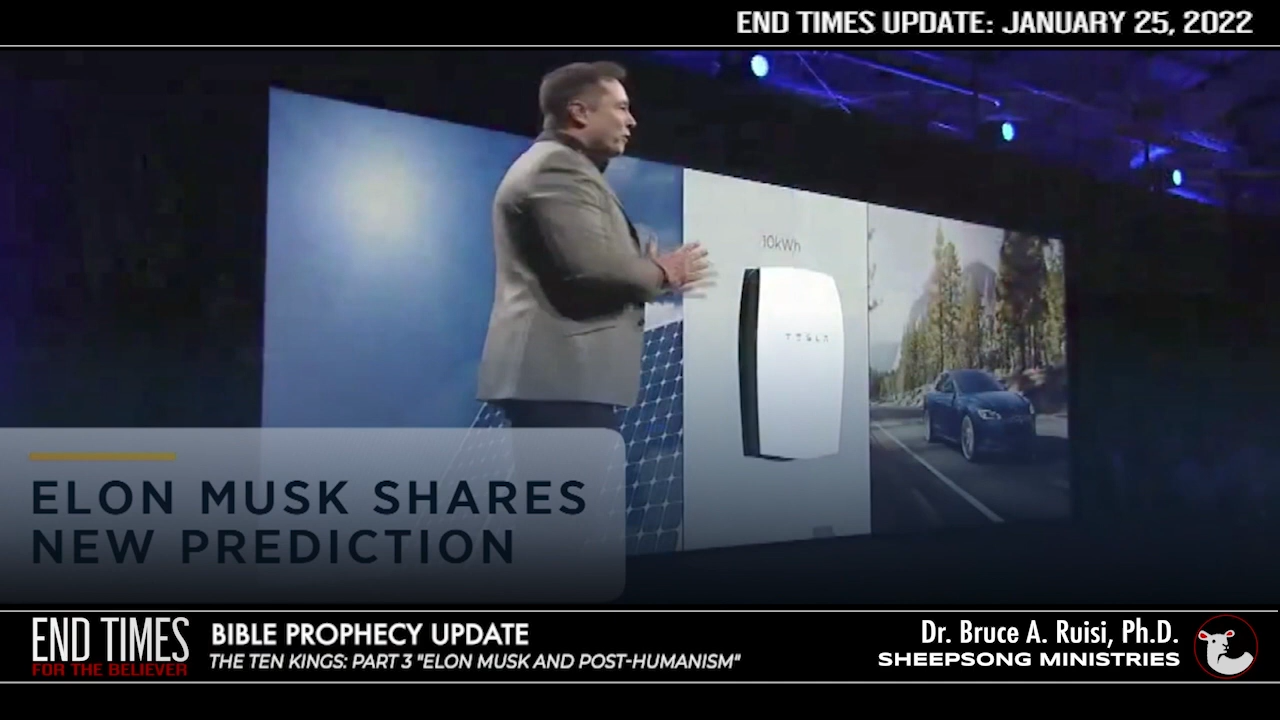 END TIMES UPDATE: JANUARY 25, 2022
10kWh
TESLA
ELON MUSK SHARES
NEW PREDICTION
END TIMES
FOR THE BELIEVER
BIBLE PROPHECY UPDATE
THE TEN KINGS: PART 3 "ELON MUSK AND POST-HUMANISM"
Dr. Bruce A. Ruisi, Ph.D.
SHEEPSONG MINISTRIES